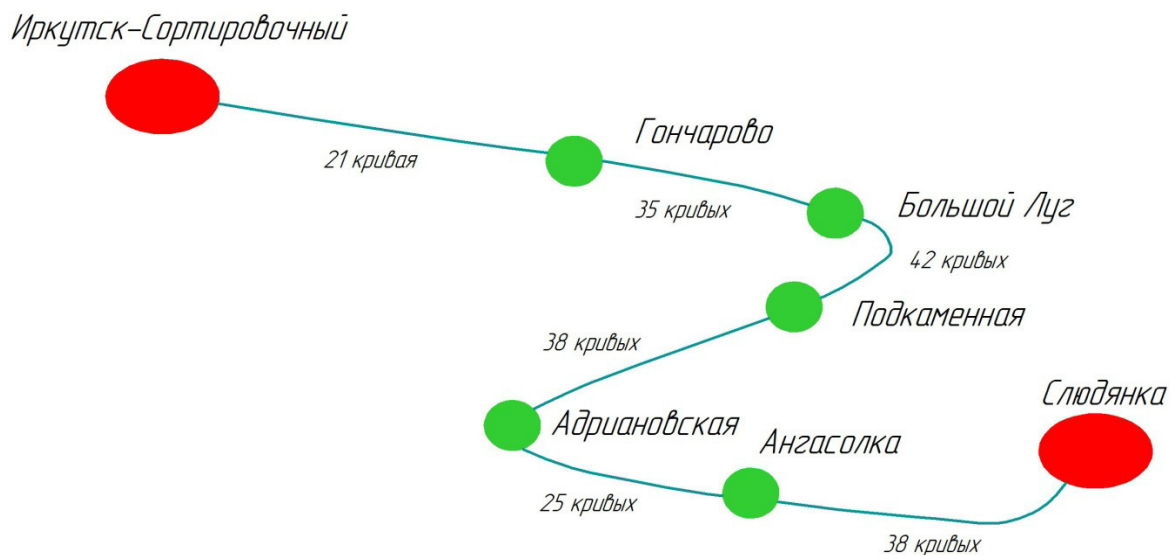 Иркутск-Сортировочный
21 кривая
Гончарово
35 кривых
Большой Луг
42 кривых
Подкаменная
38 кривых
Адриановская
25 кривых
Ангасолка
38 кривых
Слюдянка